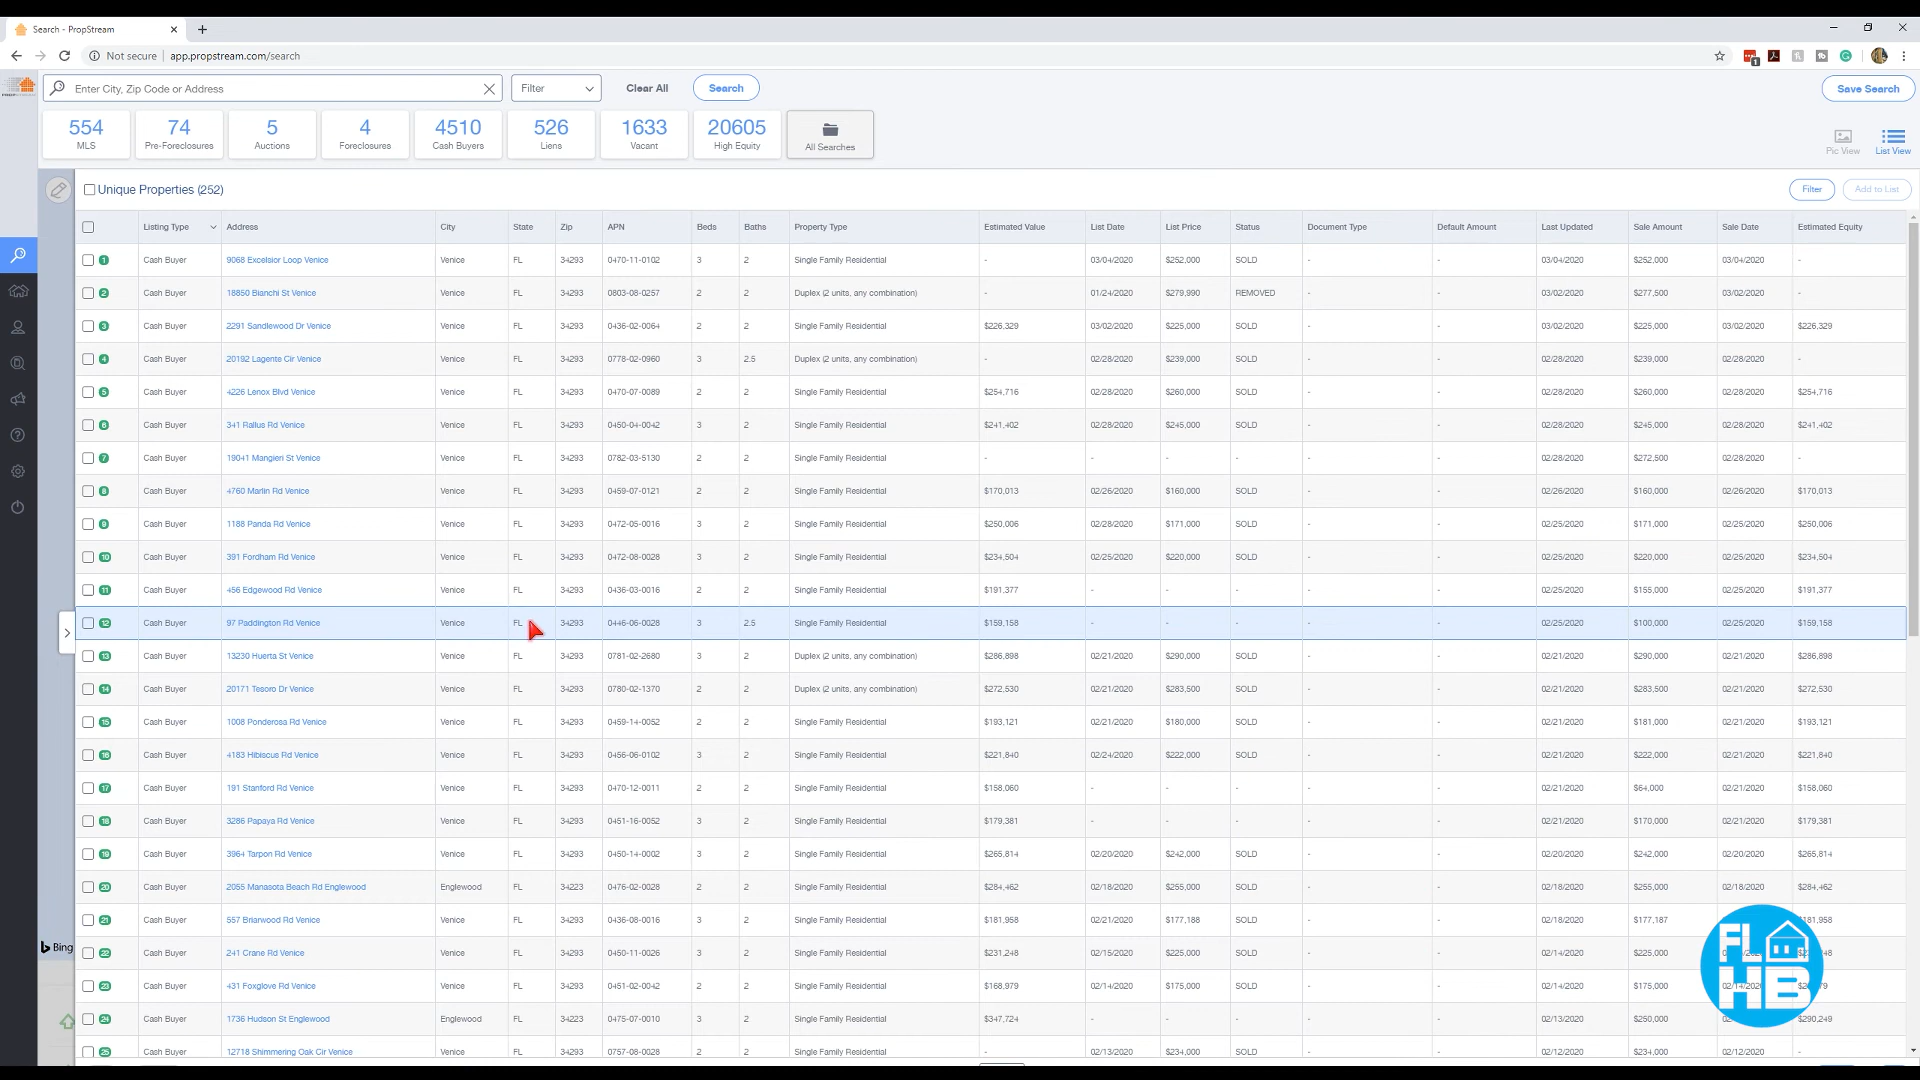 Search - PropStream
Not secure app.propstream.com/search
Enter City, Zip Code or Address Filter Clear All Search Save Search
554 74 5 4 4510 526 1633 20605
MLS Pre-Foreclosures Auctions Foreclosures Cash Buyers Liens Vacant High Equity All Searches Pic View List View
Unique Properties (252) Filter Add to List
Listing Type Address City State Zip APN Beds Baths Property Type Estimated Value List Date List Price Status Document Type Default Amount Last Updated Sale Amount Sale Date Estimated Equity
1 Cash Buyer 9068 Excelsior Loop Venice Venice FL 34293 0470-11-0102 3 2 Single Family Residential - 03/04/2020 $252,000 SOLD - - 03/04/2020 $252,000 03/04/2020 -
2 Cash Buyer 18850 Bianchi St Venice Venice FL 34293 0803-08-0257 2 2 Duplex (2 units, any combination) - 01/24/2020 $279,990 REMOVED - - 03/02/2020 $277,500 03/02/2020 -
3 Cash Buyer 2291 Sandlewood Dr Venice Venice FL 34293 0436-02-0064 2 2 Single Family Residential $226,329 03/02/2020 $225,000 SOLD - - 03/02/2020 $225,000 03/02/2020 $226,329
4 Cash Buyer 20192 Lagente Cir Venice Venice FL 34293 0778-02-0960 3 2.5 Duplex (2 units, any combination) - 02/28/2020 $239,000 SOLD - - 02/28/2020 $239,000 02/28/2020 -
5 Cash Buyer 4226 Lenox Blvd Venice Venice FL 34293 0470-07-0089 2 2 Single Family Residential $254,716 02/28/2020 $260,000 SOLD - - 02/28/2020 $260,000 02/28/2020 $254,716
6 Cash Buyer 341 Rallus Rd Venice Venice FL 34293 0450-04-0042 3 2 Single Family Residential $241,402 02/28/2020 $245,000 SOLD - - 02/28/2020 $245,000 02/28/2020 $241,402
7 Cash Buyer 19041 Mangieri St Venice Venice FL 34293 0782-03-5130 2 2 Single Family Residential - - - - - - 02/28/2020 $272,500 02/28/2020 -
8 Cash Buyer 4760 Marlin Rd Venice Venice FL 34293 0459-07-0121 2 2 Single Family Residential $170,013 02/26/2020 $160,000 SOLD - - 02/26/2020 $160,000 02/26/2020 $170,013
9 Cash Buyer 1188 Panda Rd Venice Venice FL 34293 0472-05-0016 3 2 Single Family Residential $250,006 02/28/2020 $171,000 SOLD - - 02/25/2020 $171,000 02/25/2020 $250,006
10 Cash Buyer 391 Fordham Rd Venice Venice FL 34293 0472-08-0028 3 2 Single Family Residential $234,504 02/25/2020 $220,000 SOLD - - 02/25/2020 $220,000 02/25/2020 $234,504
11 Cash Buyer 456 Edgewood Rd Venice Venice FL 34293 0436-03-0016 2 2 Single Family Residential $191,377 - - - - - 02/25/2020 $155,000 02/25/2020 $191,377
12 Cash Buyer 97 Paddington Rd Venice Venice FL 34293 0446-06-0028 3 2.5 Single Family Residential $159,158 - - - - - 02/25/2020 $100,000 02/25/2020 $159,158
13 Cash Buyer 13230 Huerta St Venice Venice FL 34293 0781-02-2680 3 2 Duplex (2 units, any combination) $286,898 02/21/2020 $290,000 SOLD - - 02/21/2020 $290,000 02/21/2020 $286,898
14 Cash Buyer 20171 Tesoro Dr Venice Venice FL 34293 0780-02-1370 2 2 Duplex (2 units, any combination) $272,530 02/21/2020 $283,500 SOLD - - 02/21/2020 $283,500 02/21/2020 $272,530
15 Cash Buyer 1008 Ponderosa Rd Venice Venice FL 34293 0459-14-0052 2 2 Single Family Residential $193,121 02/21/2020 $180,000 SOLD - - 02/21/2020 $181,000 02/21/2020 $193,121
16 Cash Buyer 4183 Hibiscus Rd Venice Venice FL 34293 0456-06-0102 3 2 Single Family Residential $221,840 02/24/2020 $222,000 SOLD - - 02/21/2020 $222,000 02/21/2020 $221,840
17 Cash Buyer 191 Stanford Rd Venice Venice FL 34293 0470-12-0011 2 2 Single Family Residential $158,060 - - - - - 02/21/2020 $64,000 02/21/2020 $158,060
18 Cash Buyer 3286 Papaya Rd Venice Venice FL 34293 0451-16-0052 3 2 Single Family Residential $179,381 - - - - - 02/21/2020 $170,000 02/21/2020 $179,381
19 Cash Buyer 3964 Tarpon Rd Venice Venice FL 34293 0450-14-0002 3 2 Single Family Residential $265,814 02/20/2020 $242,000 SOLD - - 02/20/2020 $242,000 02/20/2020 $265,814
20 Cash Buyer 2055 Manasota Beach Rd Englewood Englewood FL 34223 0476-02-0028 2 2 Single Family Residential $284,462 02/18/2020 $255,000 SOLD - - 02/18/2020 $255,000 02/18/2020 $284,462
21 Cash Buyer 557 Briarwood Rd Venice Venice FL 34293 0436-08-0016 3 2 Single Family Residential $181,958 02/21/2020 $177,188 SOLD - - 02/18/2020 $177,187 $181,958
22 Cash Buyer 241 Crane Rd Venice Venice FL 34293 0450-11-0026 3 2 Single Family Residential $231,248 02/15/2020 $225,000 SOLD - - 02/14/2020 $225,000
23 Cash Buyer 431 Foxglove Rd Venice Venice FL 34293 0451-02-0042 2 2 Single Family Residential $168,979 02/14/2020 $175,000 SOLD - - 02/14/2020 $175,000
24 Cash Buyer 1736 Hudson St Englewood Englewood FL 34223 0475-07-0010 3 2 Single Family Residential $347,724 - - - - - 02/13/2020 $250,000 $290,249
25 Cash Buyer 12718 Shimmering Oak Cir Venice Venice FL 34293 0757-08-0028 2 2 Single Family Residential - 02/13/2020 $234,000 SOLD - - 02/12/2020 $234,000 02/12/2020 -
Bing
FL
HB